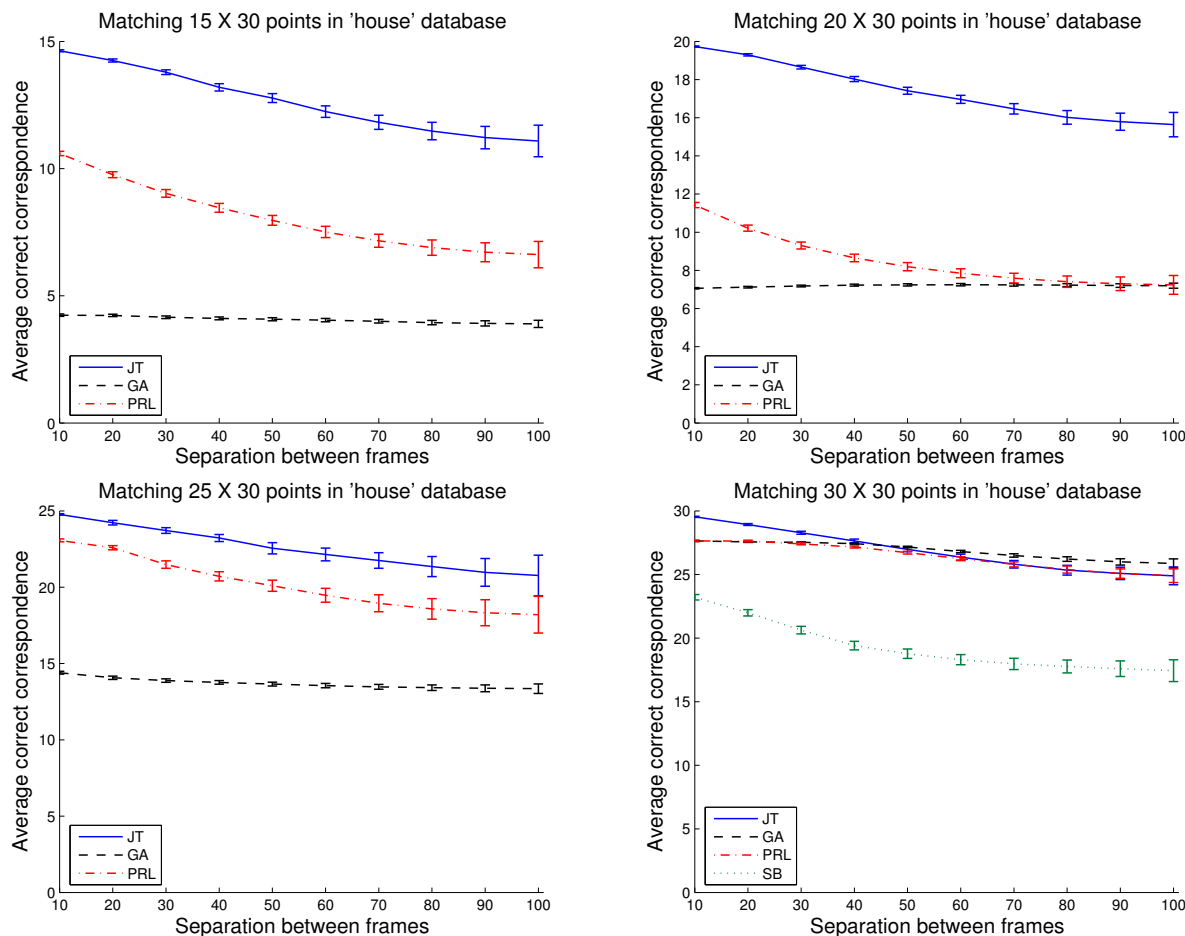 Matching 15 X 30 points in 'house' database
15
10
5
0
Average correct correspondence
JT
GA
PRL
10 20 30 40 50 60 70 80 90 100
Separation between frames
Matching 20 X 30 points in 'house' database
20
18
16
14
12
10
8
6
4
2
0
Average correct correspondence
JT
GA
PRL
10 20 30 40 50 60 70 80 90 100
Separation between frames
Matching 25 X 30 points in 'house' database
25
20
15
10
5
0
Average correct correspondence
JT
GA
PRL
10 20 30 40 50 60 70 80 90 100
Separation between frames
Matching 30 X 30 points in 'house' database
30
25
20
15
10
5
0
Average correct correspondence
JT
GA
PRL
SB
10 20 30 40 50 60 70 80 90 100
Separation between frames